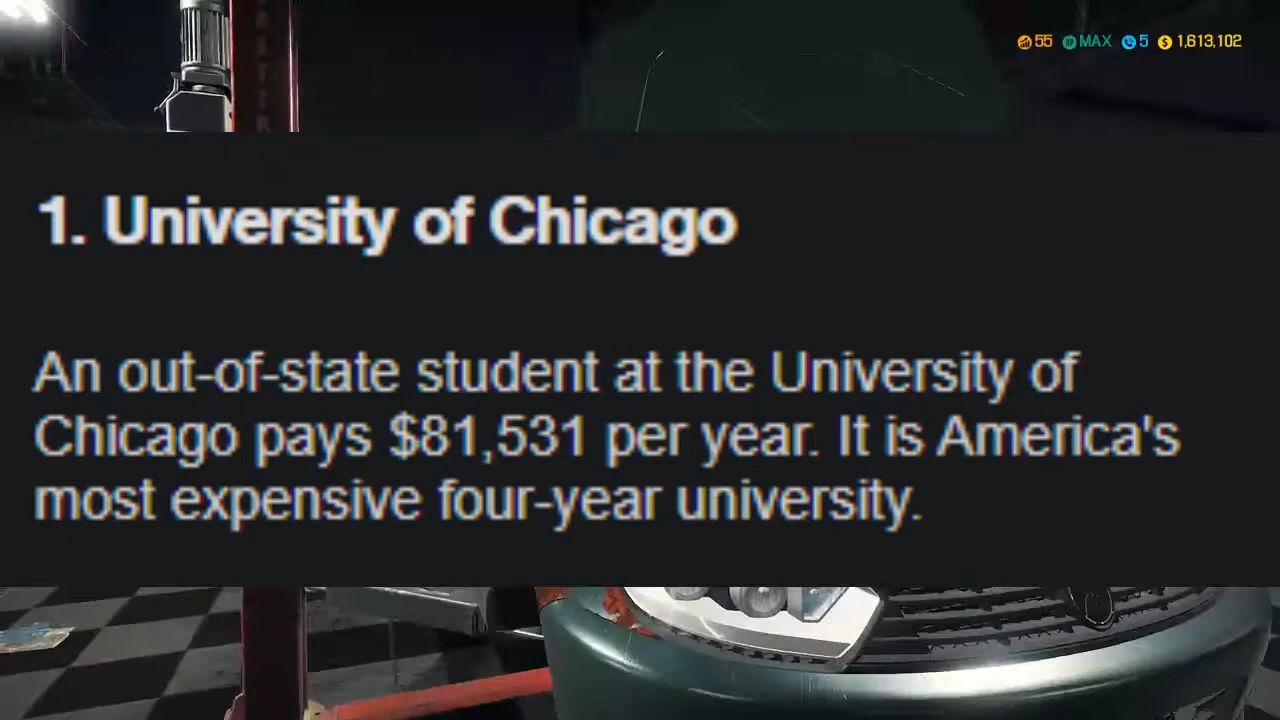 55 XP MAX 5 $ 1,613,102
1. University of Chicago
An out-of-state student at the University of
Chicago pays $81,531 per year. It is America's
most expensive four-year university.